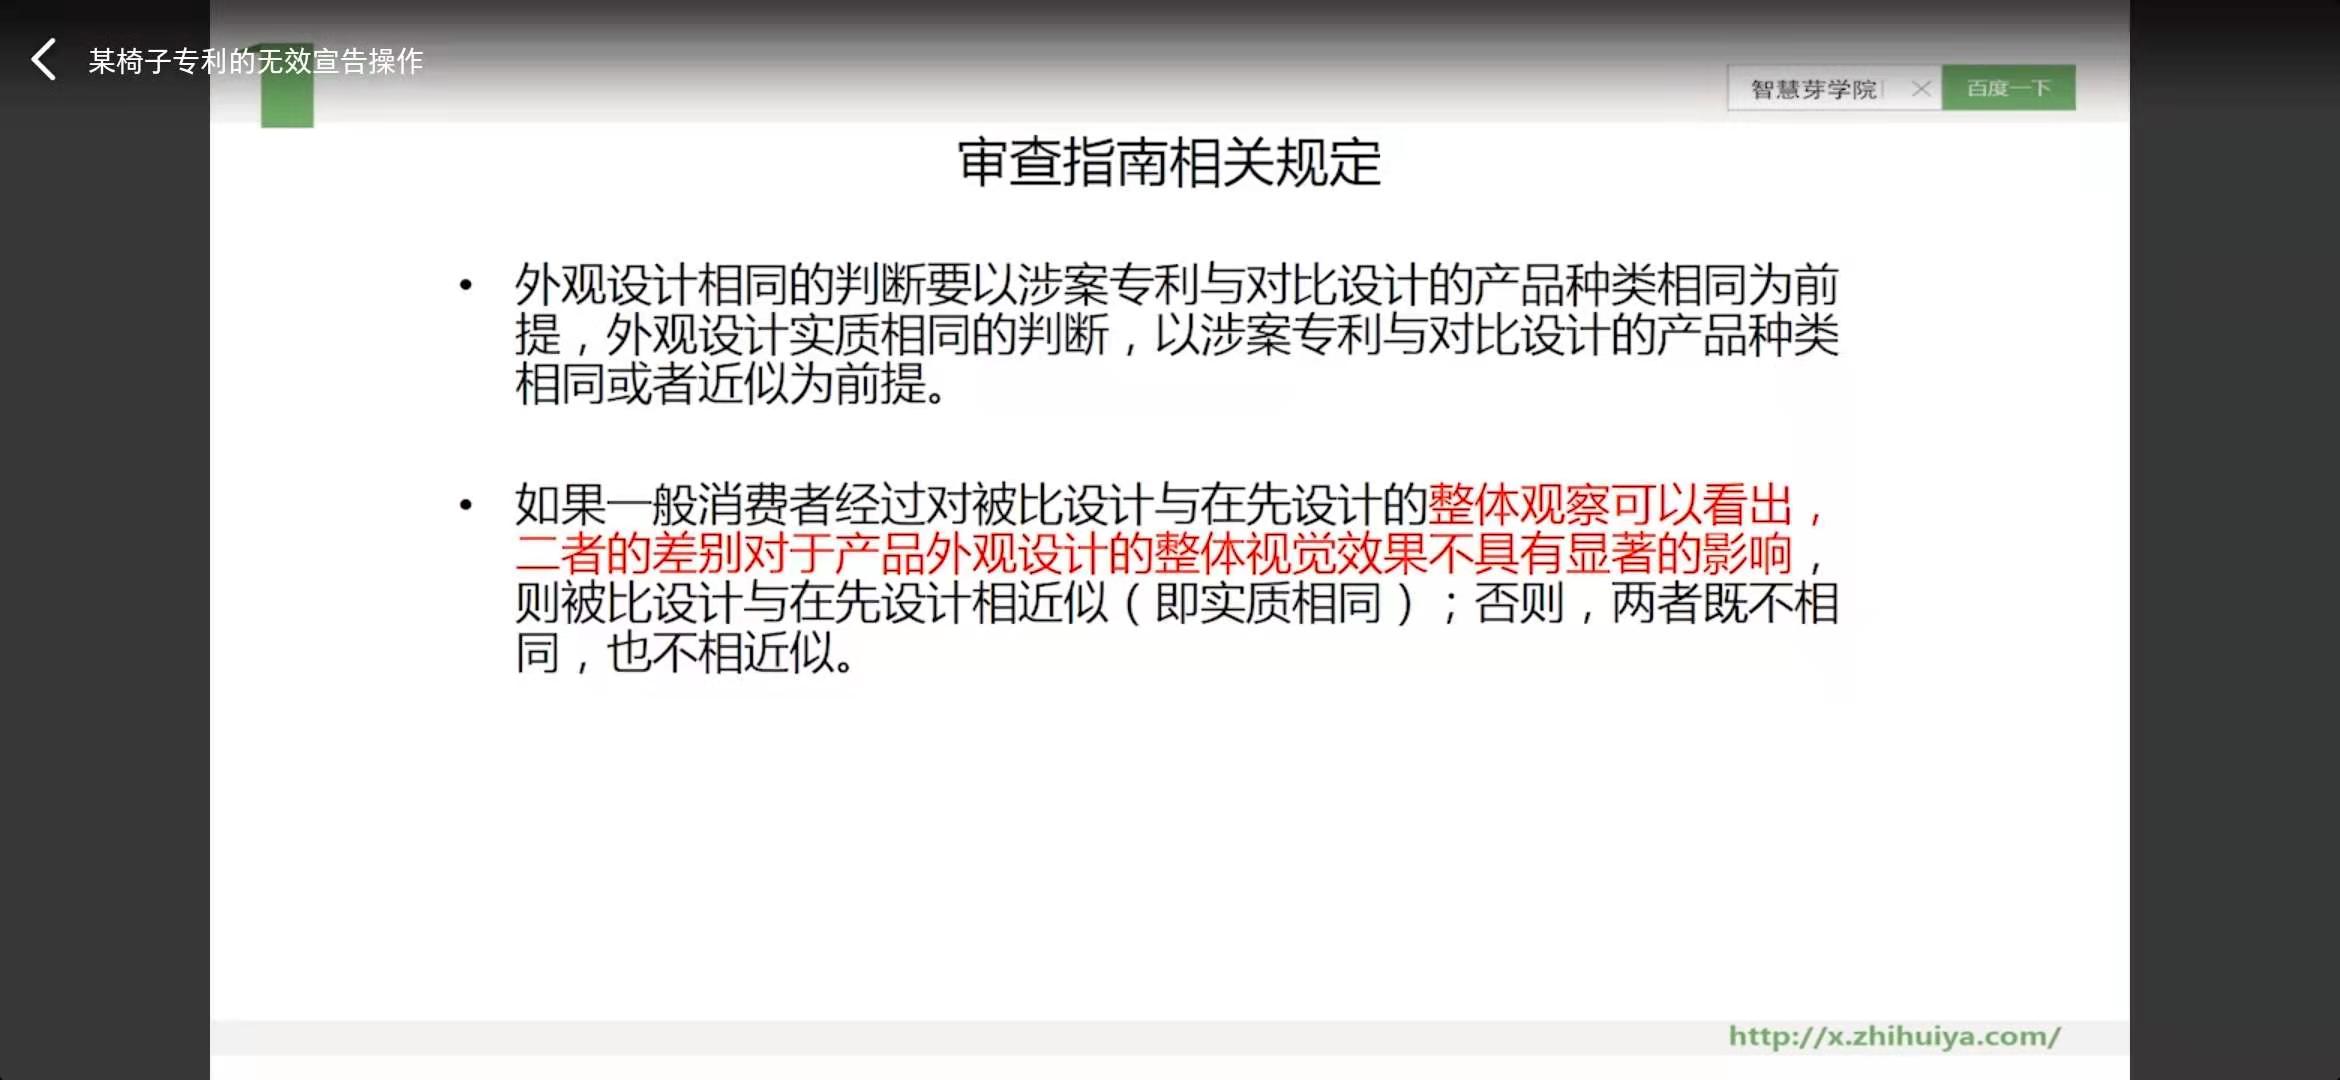 某椅子专利的无效宣告操作
智慧芽学院
百度一下
审查指南相关规定
• 外观设计相同的判断要以涉案专利与对比设计的产品种类相同为前
提，外观设计实质相同的判断，以涉案专利与对比设计的产品种类
相同或者近似为前提。
• 如果一般消费者经过对被比设计与在先设计的整体观察可以看出，
二者的差别对于产品外观设计的整体视觉效果不具有显著的影响，
则被比设计与在先设计相近似（即实质相同）；否则，两者既不相
同，也不相近似。
http://x.zhihuiya.com/